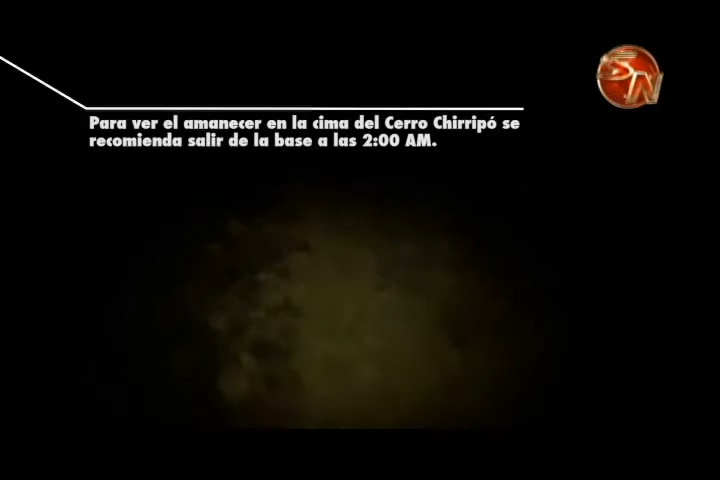 SN
Para ver el amanecer en la cima del Cerro Chirripó se
recomienda salir de la base a las 2:00 AM.